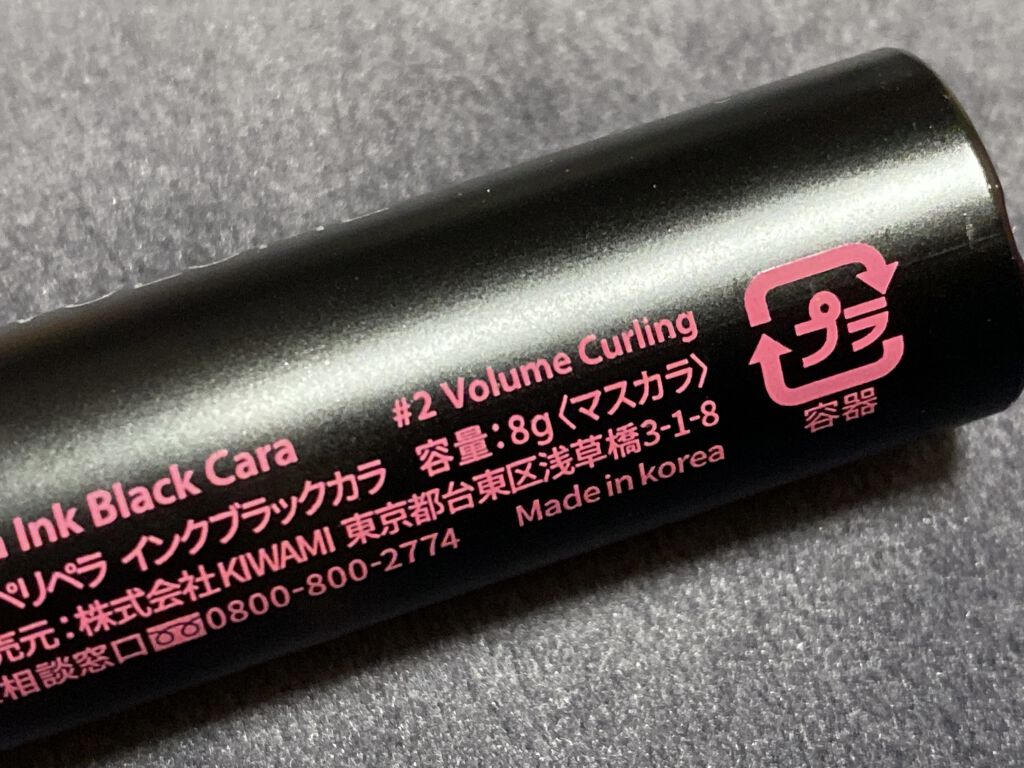 Ink Black Cara #2 Volume Curling
ペリペラ インクブラックカラ 容量:8g〈マスカラ〉
売元:株式会社KIWAMI 東京都台東区浅草橋3-1-8
相談窓口 0800-800-2774 Made in korea
プラ
容器